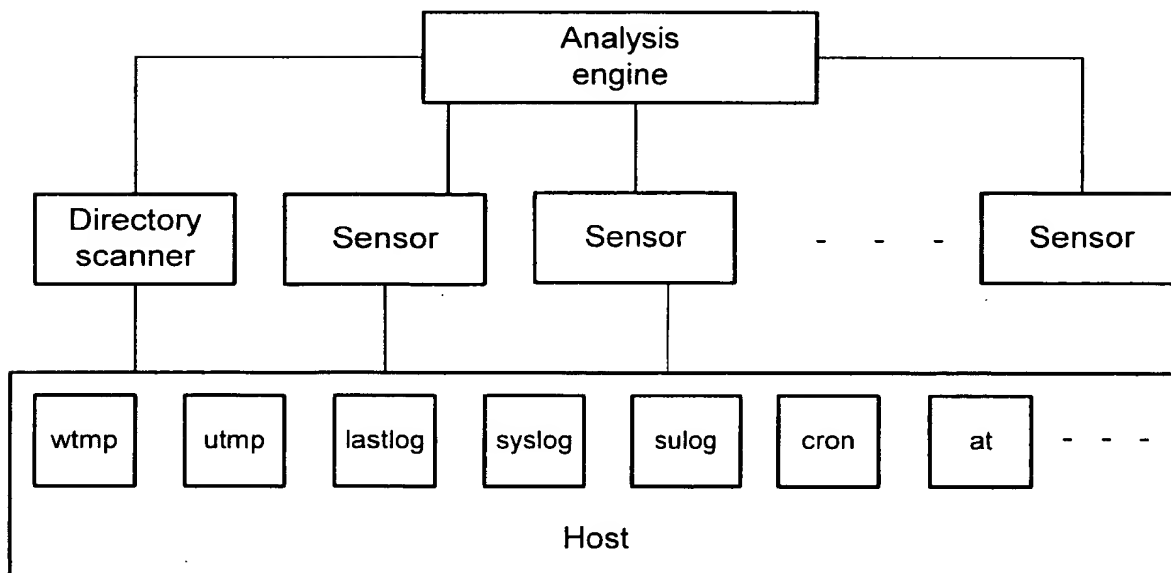 Analysis
engine
Directory
scanner
Sensor
Sensor
- - - Sensor
wtmp
utmp
lastlog
syslog
sulog
cron
at
- - - -
Host